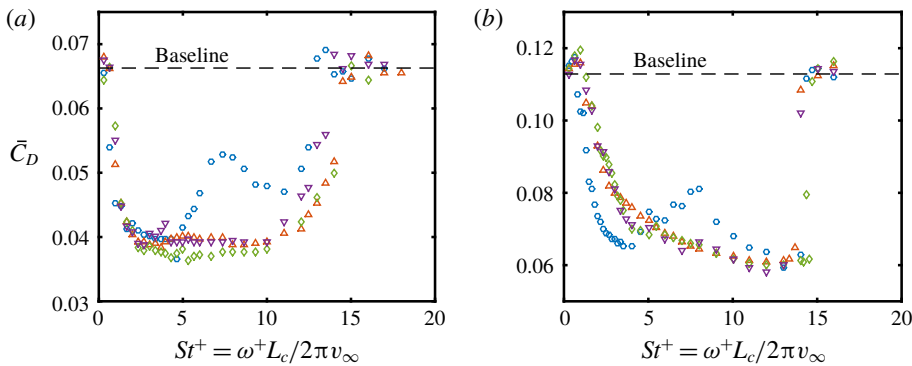 (a)
(b)
0.07
0.06
0.05
0.04
0.03
C̄_D
Baseline
0 5 10 15 20
St⁺ = ω⁺L_c/2πv_∞
0.12
0.10
0.08
0.06
Baseline
0 5 10 15 20
St⁺ = ω⁺L_c/2πv_∞